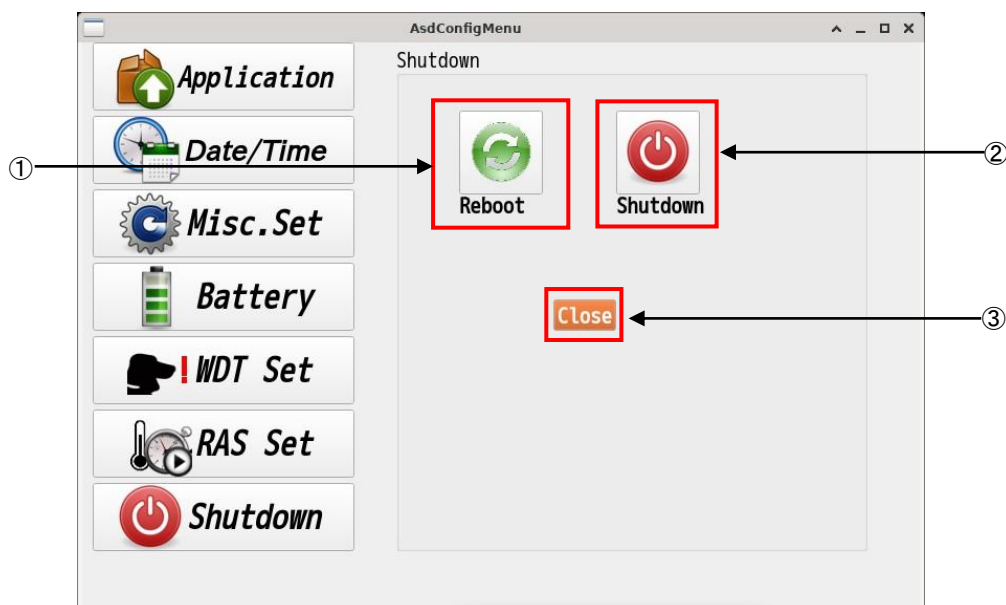 AsdConfigMenu
Application
Date/Time
Misc.Set
Battery
!WDT Set
RAS Set
Shutdown
Shutdown
①
Reboot
Shutdown
②
Close
③